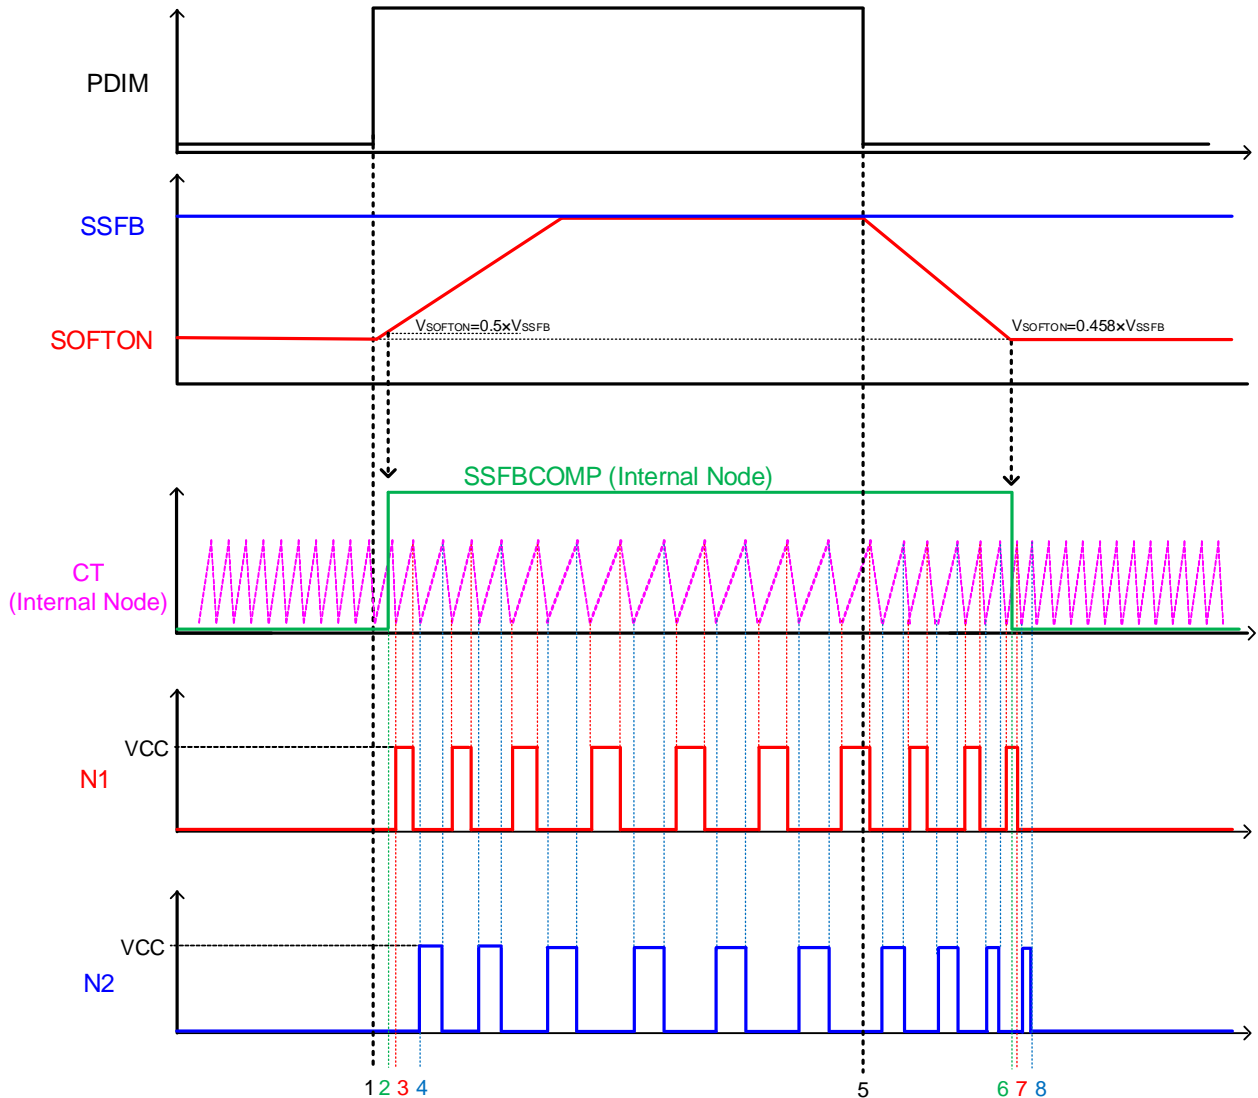 PDIM
SSFB
VSOFTON=0.5×VSSFB
VSOFTON=0.458×VSSFB
SOFTON
SSFBCOMP (Internal Node)
CT
(Internal Node)
VCC
N1
VCC
N2
1 2 3 4 5 6 7 8